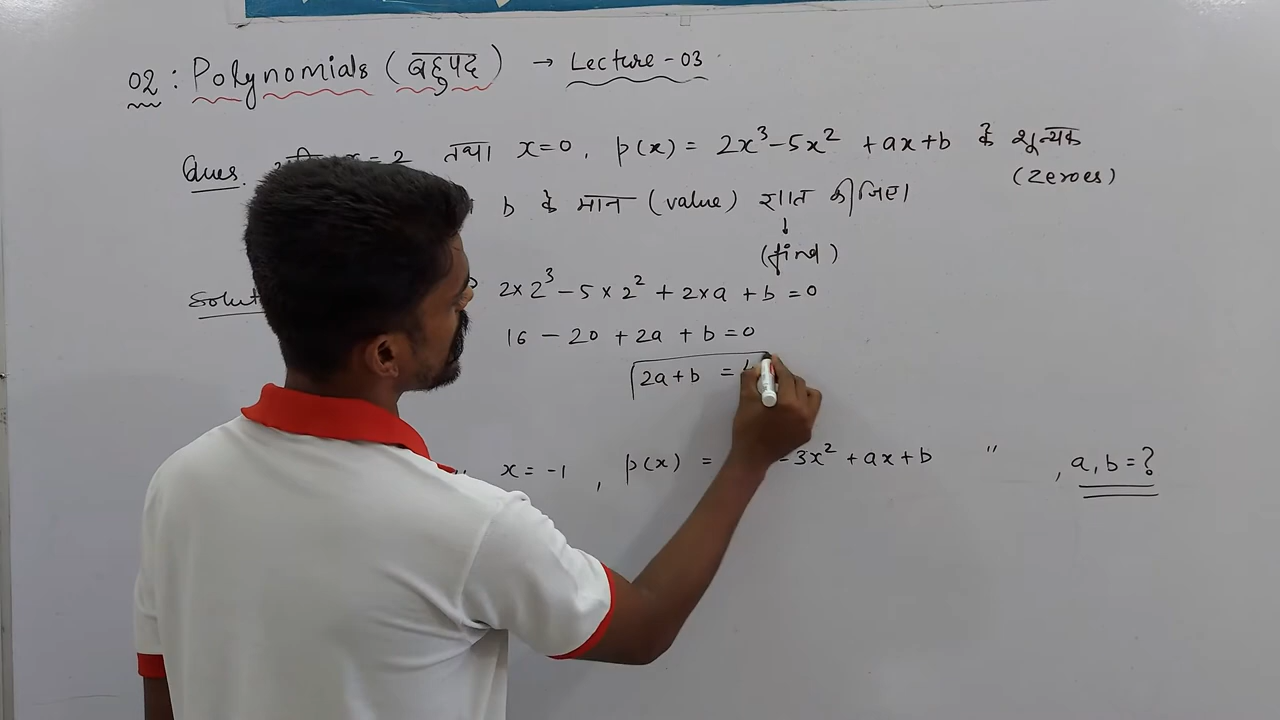 02 : Polynomials (बहुपद) → Lecture - 03
Ques. x = 2 तथा x=0, p(x) = 2x³-5x² + ax+b के शून्यक
(Zeroes)
b के मान (value) ज्ञात कीजिए।
↓
(find)
2×2³ - 5×2² + 2×a + b = 0
16 - 20 + 2a + b = 0
2a+b =
x = -1 , p(x) = - 3x² + ax + b " , a, b = ?